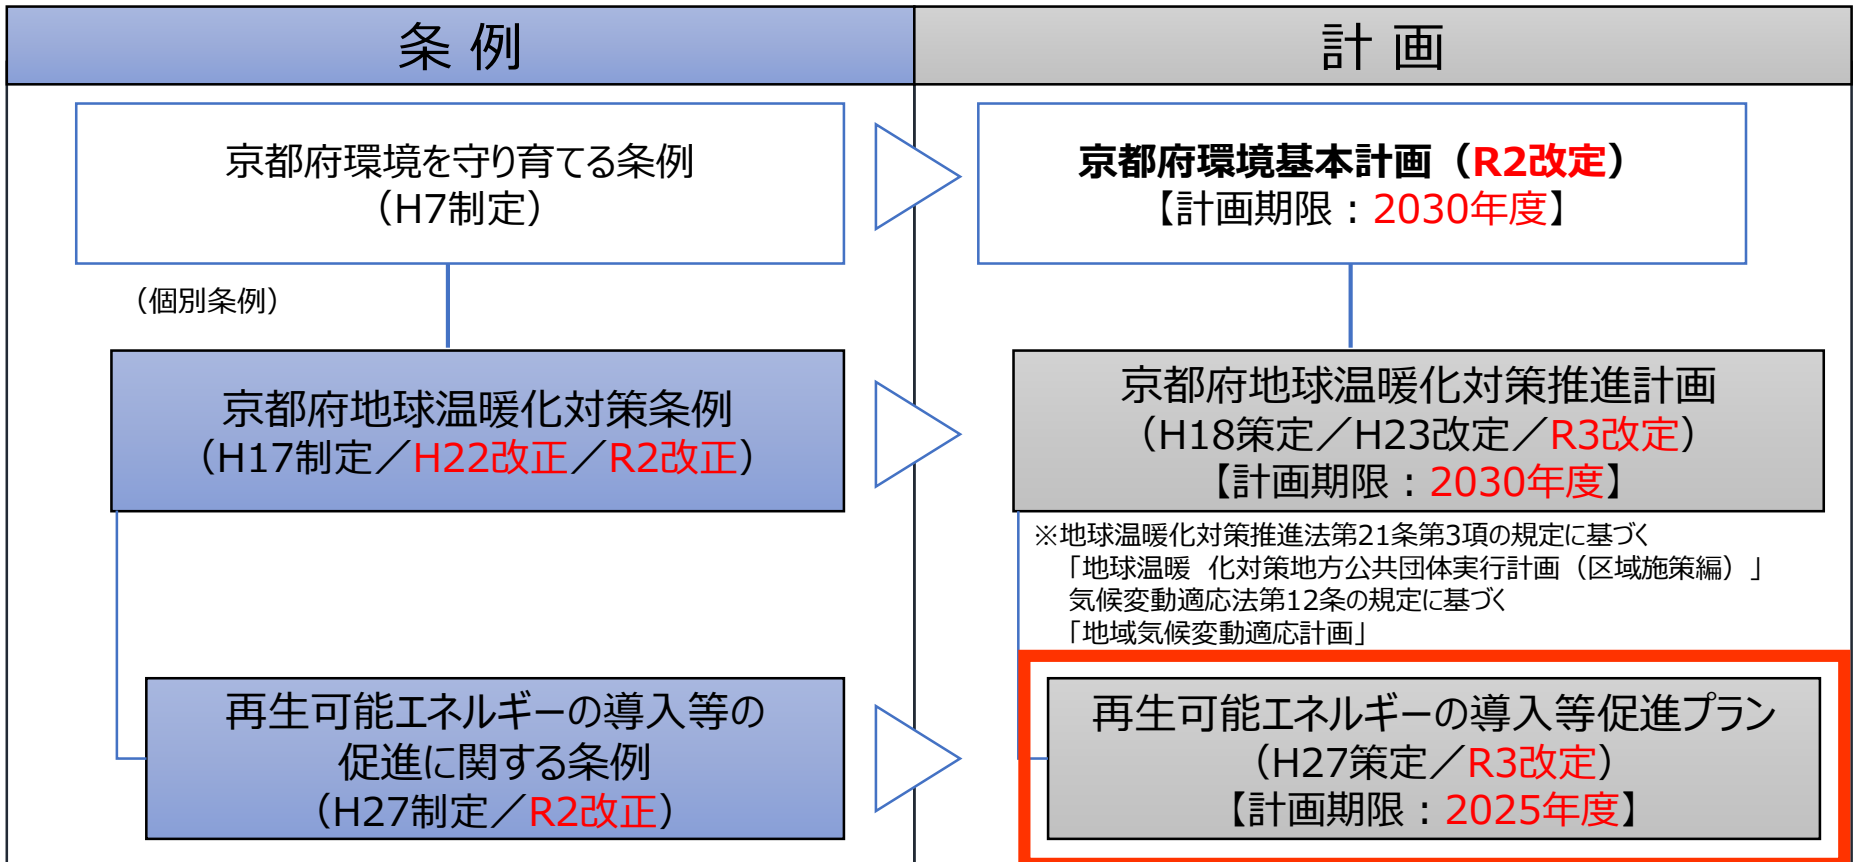 条 例
計 画
京都府環境を守り育てる条例
（H7制定）
京都府環境基本計画（R2改定）
【計画期限：2030年度】
（個別条例）
京都府地球温暖化対策条例
（H17制定／H22改正／R2改正）
京都府地球温暖化対策推進計画
（H18策定／H23改定／R3改定）
【計画期限：2030年度】
※地球温暖化対策推進法第21条第3項の規定に基づく
「地球温暖 化対策地方公共団体実行計画（区域施策編）」
気候変動適応法第12条の規定に基づく
「地域気候変動適応計画」
再生可能エネルギーの導入等の
促進に関する条例
（H27制定／R2改正）
再生可能エネルギーの導入等促進プラン
（H27策定／R3改定）
【計画期限：2025年度】